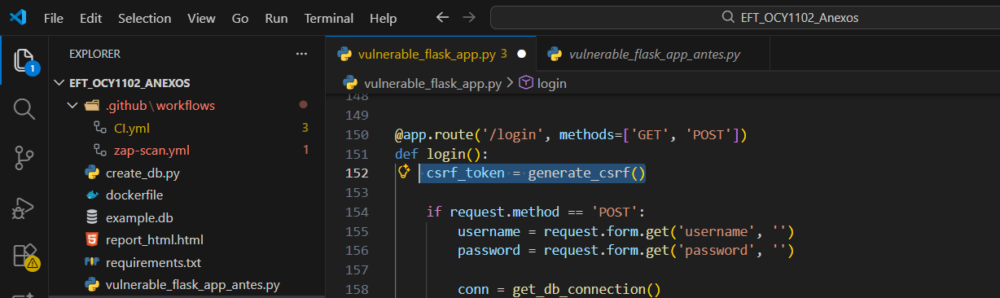 File Edit Selection View Go Run Terminal Help EFT_OCY1102_Anexos
EXPLORER
EFT_OCY1102_ANEXOS
.github\workflows
CI.yml 3
zap-scan.yml 1
create_db.py
dockerfile
example.db
report_html.html
requirements.txt
vulnerable_flask_app_antes.py
1
vulnerable_flask_app.py 3 vulnerable_flask_app_antes.py
vulnerable_flask_app.py > login
148
149
150 @app.route('/login', methods=['GET', 'POST'])
151 def login():
152 csrf_token = generate_csrf()
153
154 if request.method == 'POST':
155 username = request.form.get('username', '')
156 password = request.form.get('password', '')
157
158 conn = get_db_connection()